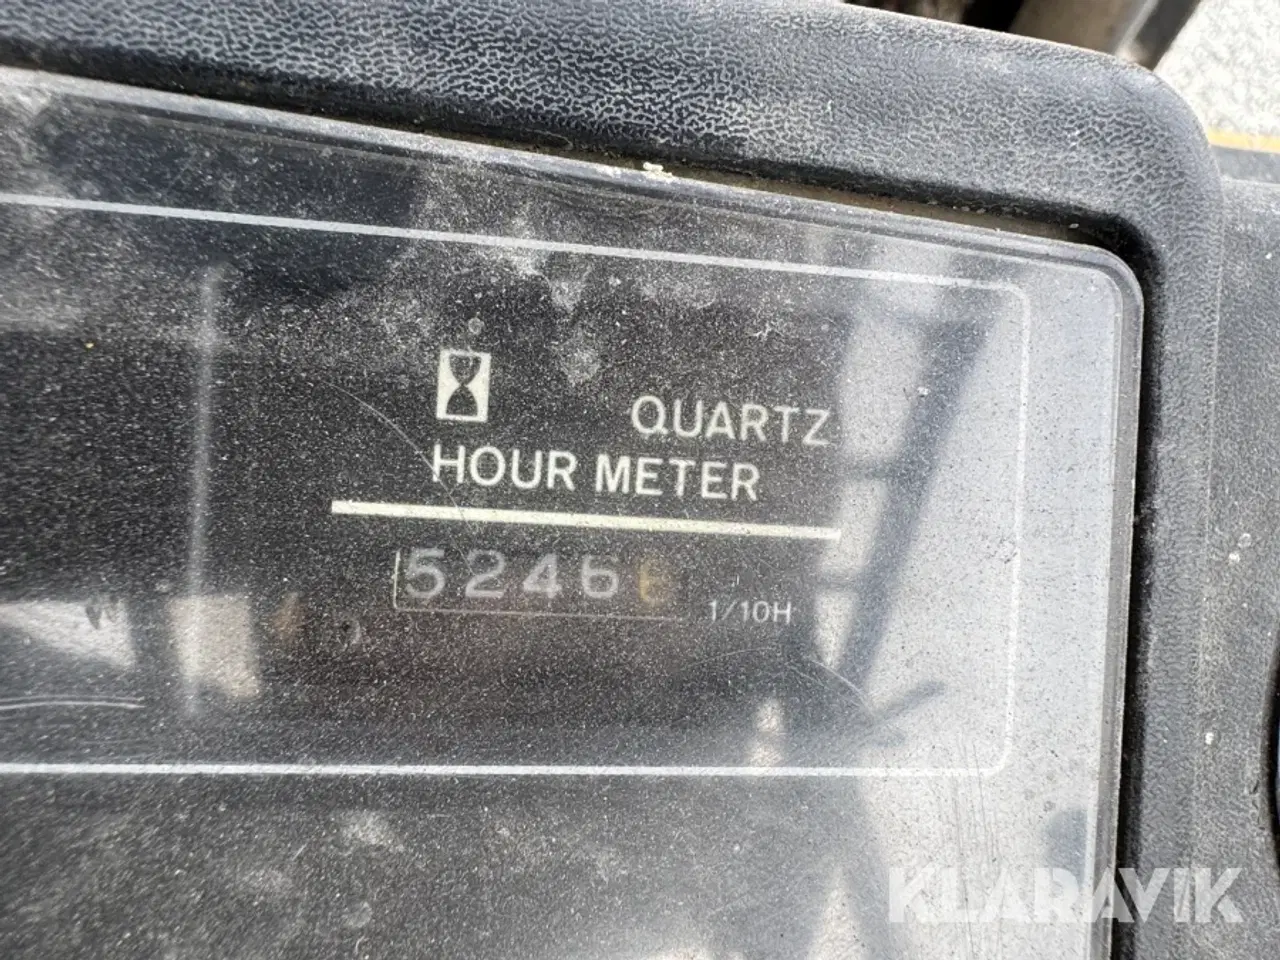 QUARTZ
HOUR METER
5246
1/10H
KLARAVIK